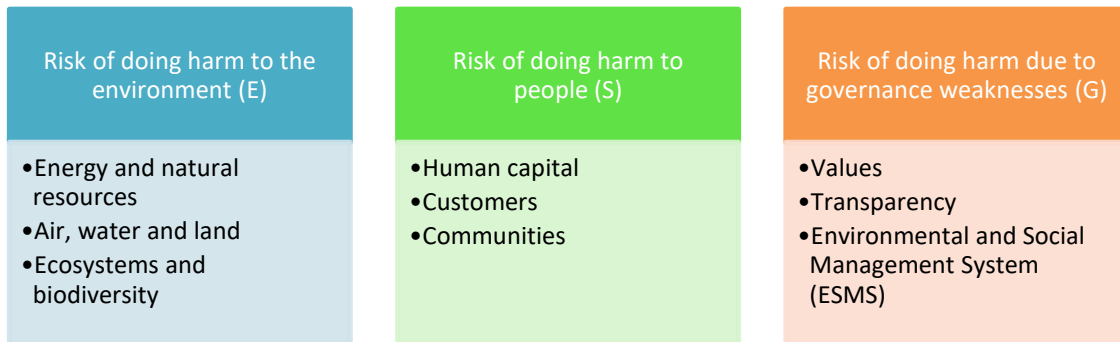 Risk of doing harm to the
environment (E)
•Energy and natural
resources
•Air, water and land
•Ecosystems and
biodiversity
Risk of doing harm to
people (S)
•Human capital
•Customers
•Communities
Risk of doing harm due to
governance weaknesses (G)
•Values
•Transparency
•Environmental and Social
Management System
(ESMS)